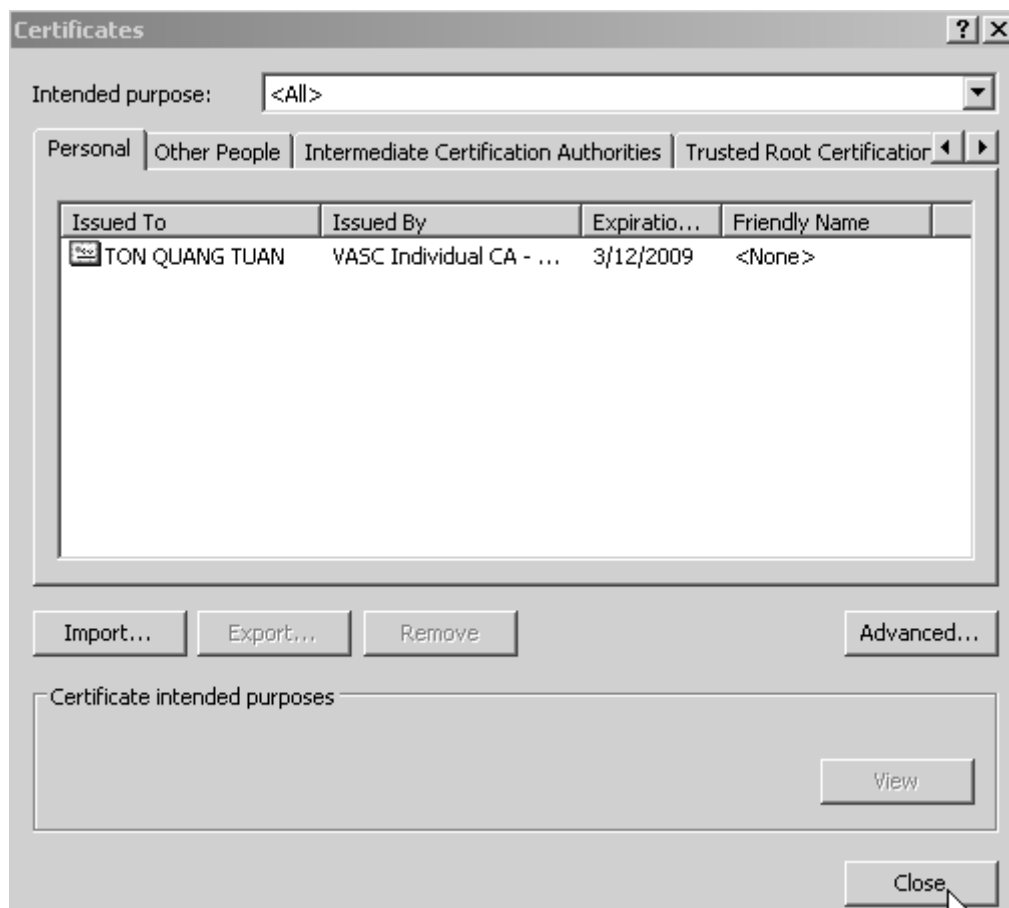 Certificates
Intended purpose: <All>
Personal Other People Intermediate Certification Authorities Trusted Root Certification
Issued To Issued By Expiratio... Friendly Name
TON QUANG TUAN VASC Individual CA - ... 3/12/2009 <None>
Import... Export... Remove Advanced...
Certificate intended purposes
View
Close